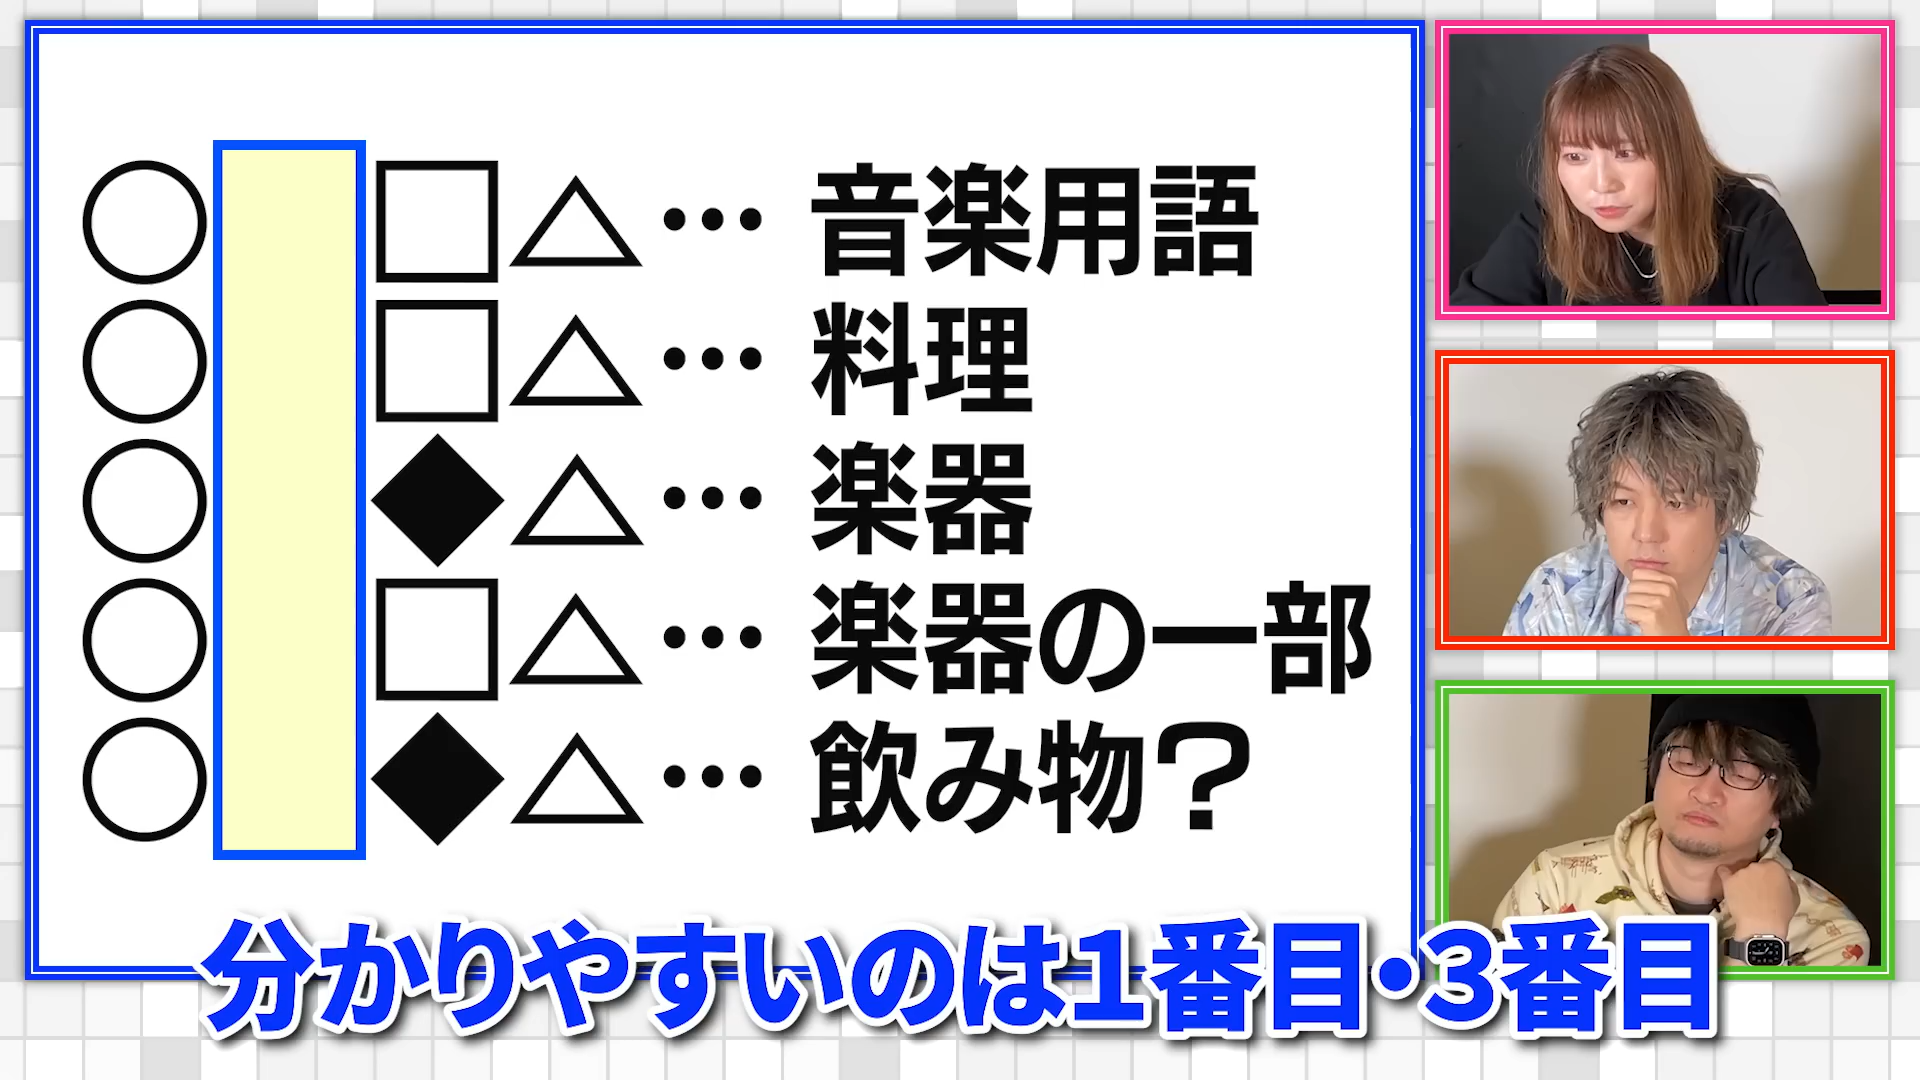 ○ □△…音楽用語
○ □△…料理
○ ◆△…楽器
○ □△…楽器の一部
○ ◆△…飲み物？
分かりやすいのは1番目・3番目